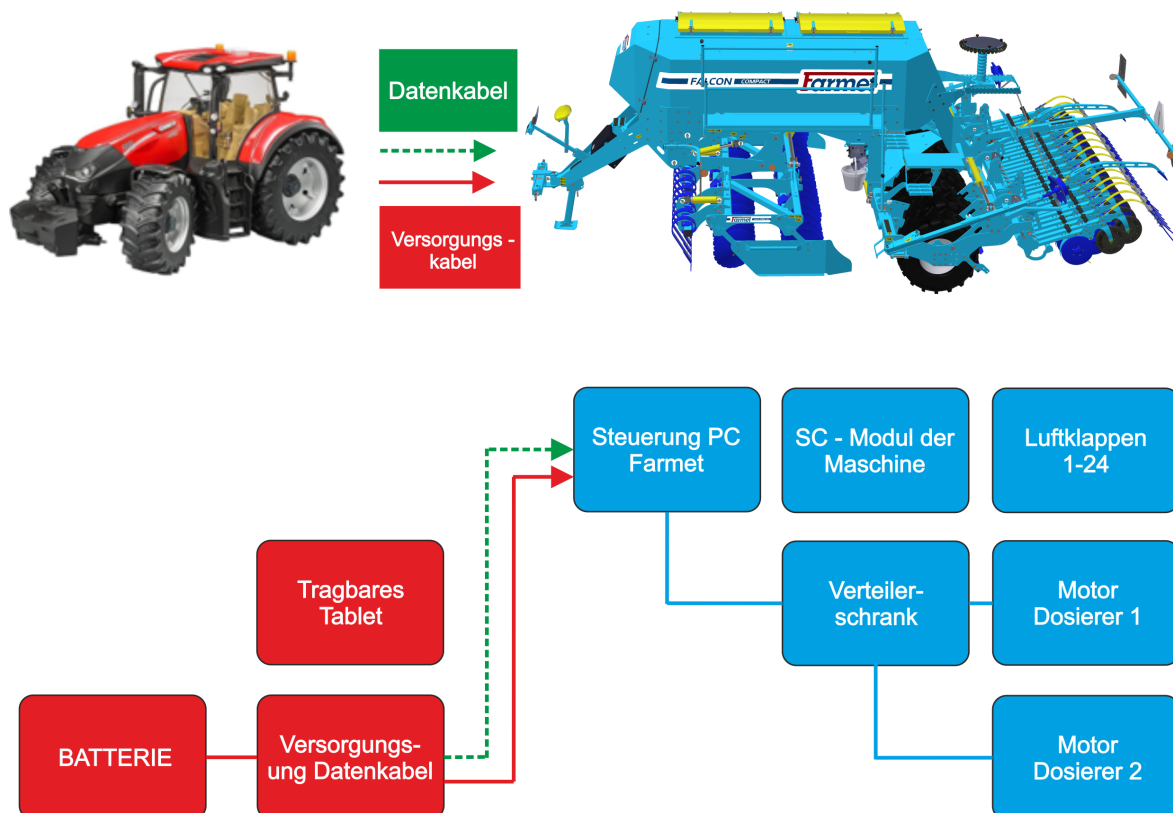 Datenkabel
Versorgungs -
kabel
FALCON COMPACT Farmet
Farmet
Steuerung PC
Farmet
SC - Modul der
Maschine
Luftklappen
1-24
Tragbares
Tablet
Verteiler-
schrank
Motor
Dosierer 1
BATTERIE
Versorgungs-
ung Datenkabel
Motor
Dosierer 2